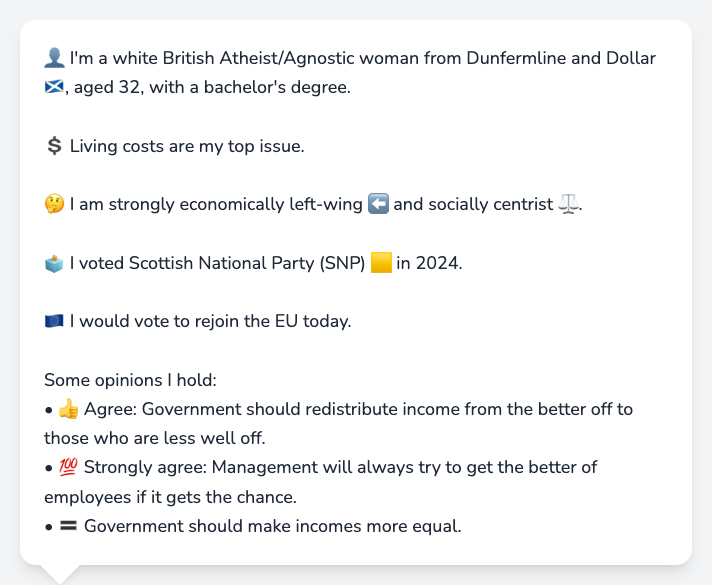 👤 I'm a white British Atheist/Agnostic woman from Dunfermline and Dollar
🏴󠁧󠁢󠁳󠁣󠁴󠁿, aged 32, with a bachelor's degree.
💲 Living costs are my top issue.
🤔 I am strongly economically left-wing ⬅️ and socially centrist ⚖️.
🗳️ I voted Scottish National Party (SNP) 🟨 in 2024.
🇪🇺 I would vote to rejoin the EU today.
Some opinions I hold:
• 👍 Agree: Government should redistribute income from the better off to
those who are less well off.
• 💯 Strongly agree: Management will always try to get the better of
employees if it gets the chance.
• 🟰 Government should make incomes more equal.